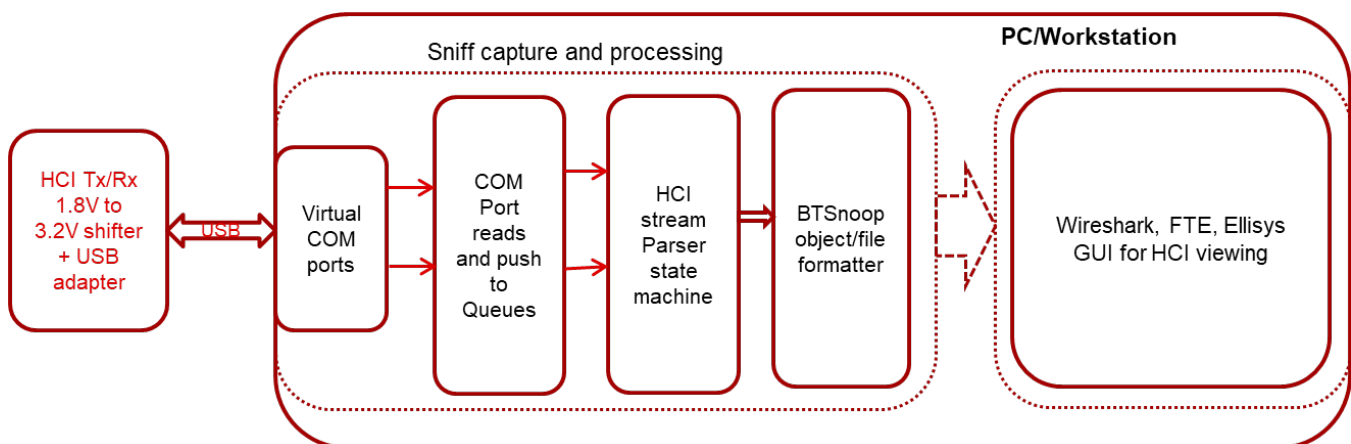 PC/Workstation
Sniff capture and processing
HCI Tx/Rx
1.8V to
3.2V shifter
+ USB
adapter
USB
Virtual
COM
ports
COM
Port
reads
and push
to
Queues
HCI
stream
Parser
state
machine
BTSnoop
object/file
formatter
Wireshark, FTE, Ellisys
GUI for HCI viewing